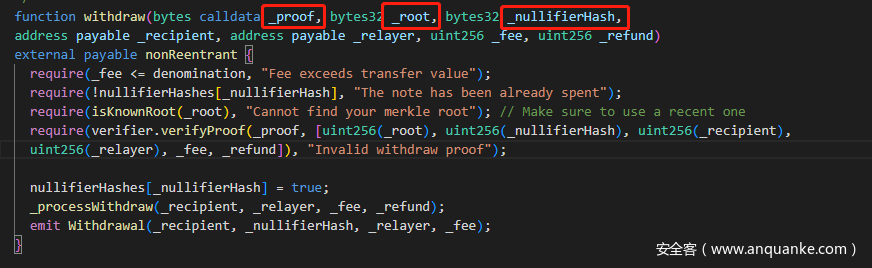 function withdraw(bytes calldata _proof, bytes32 _root, bytes32 _nullifierHash,
address payable _recipient, address payable _relayer, uint256 _fee, uint256 _refund)
external payable nonReentrant {
require(_fee <= denomination, "Fee exceeds transfer value");
require(!nullifierHashes[_nullifierHash], "The note has been already spent");
require(isKnownRoot(_root), "Cannot find your merkle root"); // Make sure to use a recent one
require(verifier.verifyProof(_proof, [uint256(_root), uint256(_nullifierHash), uint256(_recipient),
uint256(_relayer), _fee, _refund]), "Invalid withdraw proof");
nullifierHashes[_nullifierHash] = true;
_processWithdraw(_recipient, _relayer, _fee, _refund);
emit Withdrawal(_recipient, _nullifierHash, _relayer, _fee);
}
安全客（www.anquanke.com）